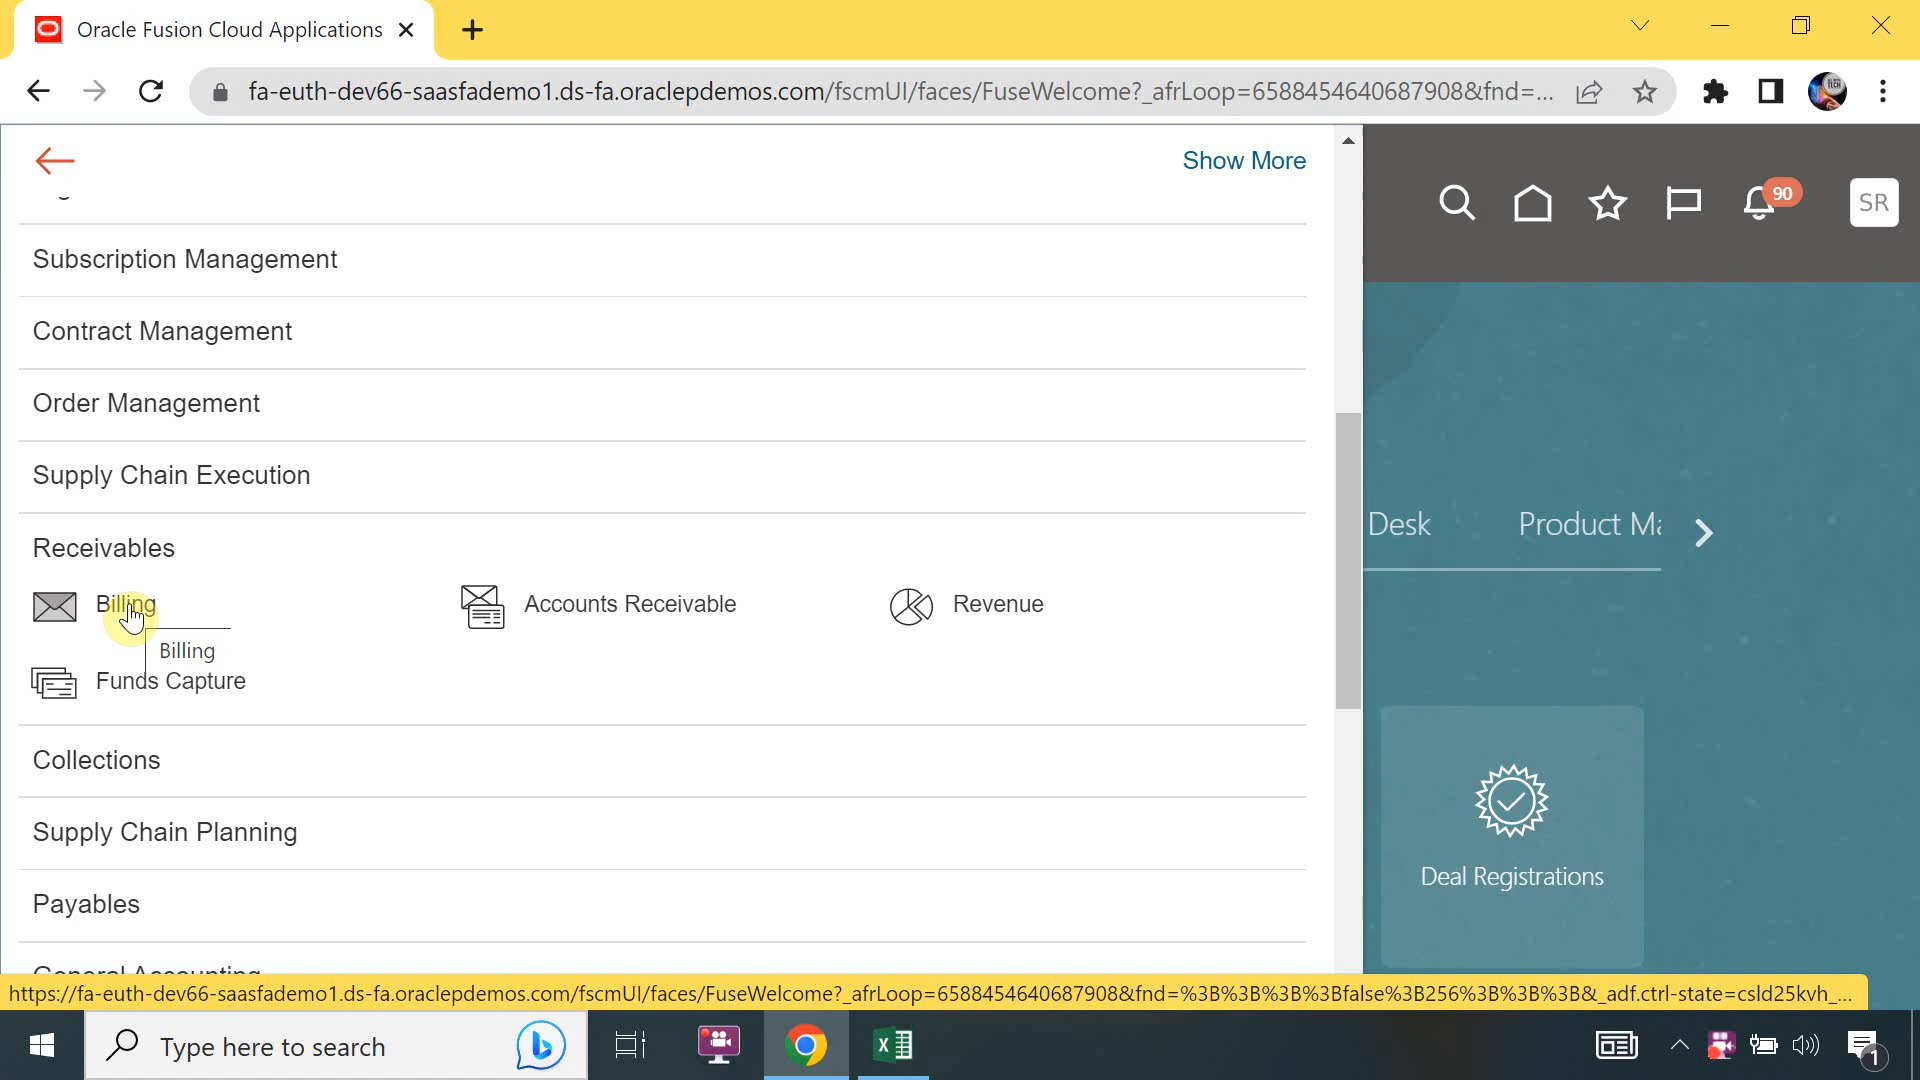 Oracle Fusion Cloud Applications
fa-euth-dev66-saasfademo1.ds-fa.oraclepdemos.com/fscmUI/faces/FuseWelcome?_afrLoop=6588454640687908&fnd=...
Show More
90
SR
Subscription Management
Contract Management
Order Management
Supply Chain Execution
Desk
Product Ma
Receivables
Billing
Accounts Receivable
Revenue
Billing
Funds Capture
Collections
Supply Chain Planning
Deal Registrations
Payables
General Accounting
https://fa-euth-dev66-saasfademo1.ds-fa.oraclepdemos.com/fscmUI/faces/FuseWelcome?_afrLoop=6588454640687908&fnd=%3B%3B%3B%3Bfalse%3B256%3B%3B%3B&_adf.ctrl-state=csld25kvh_...
Type here to search
1